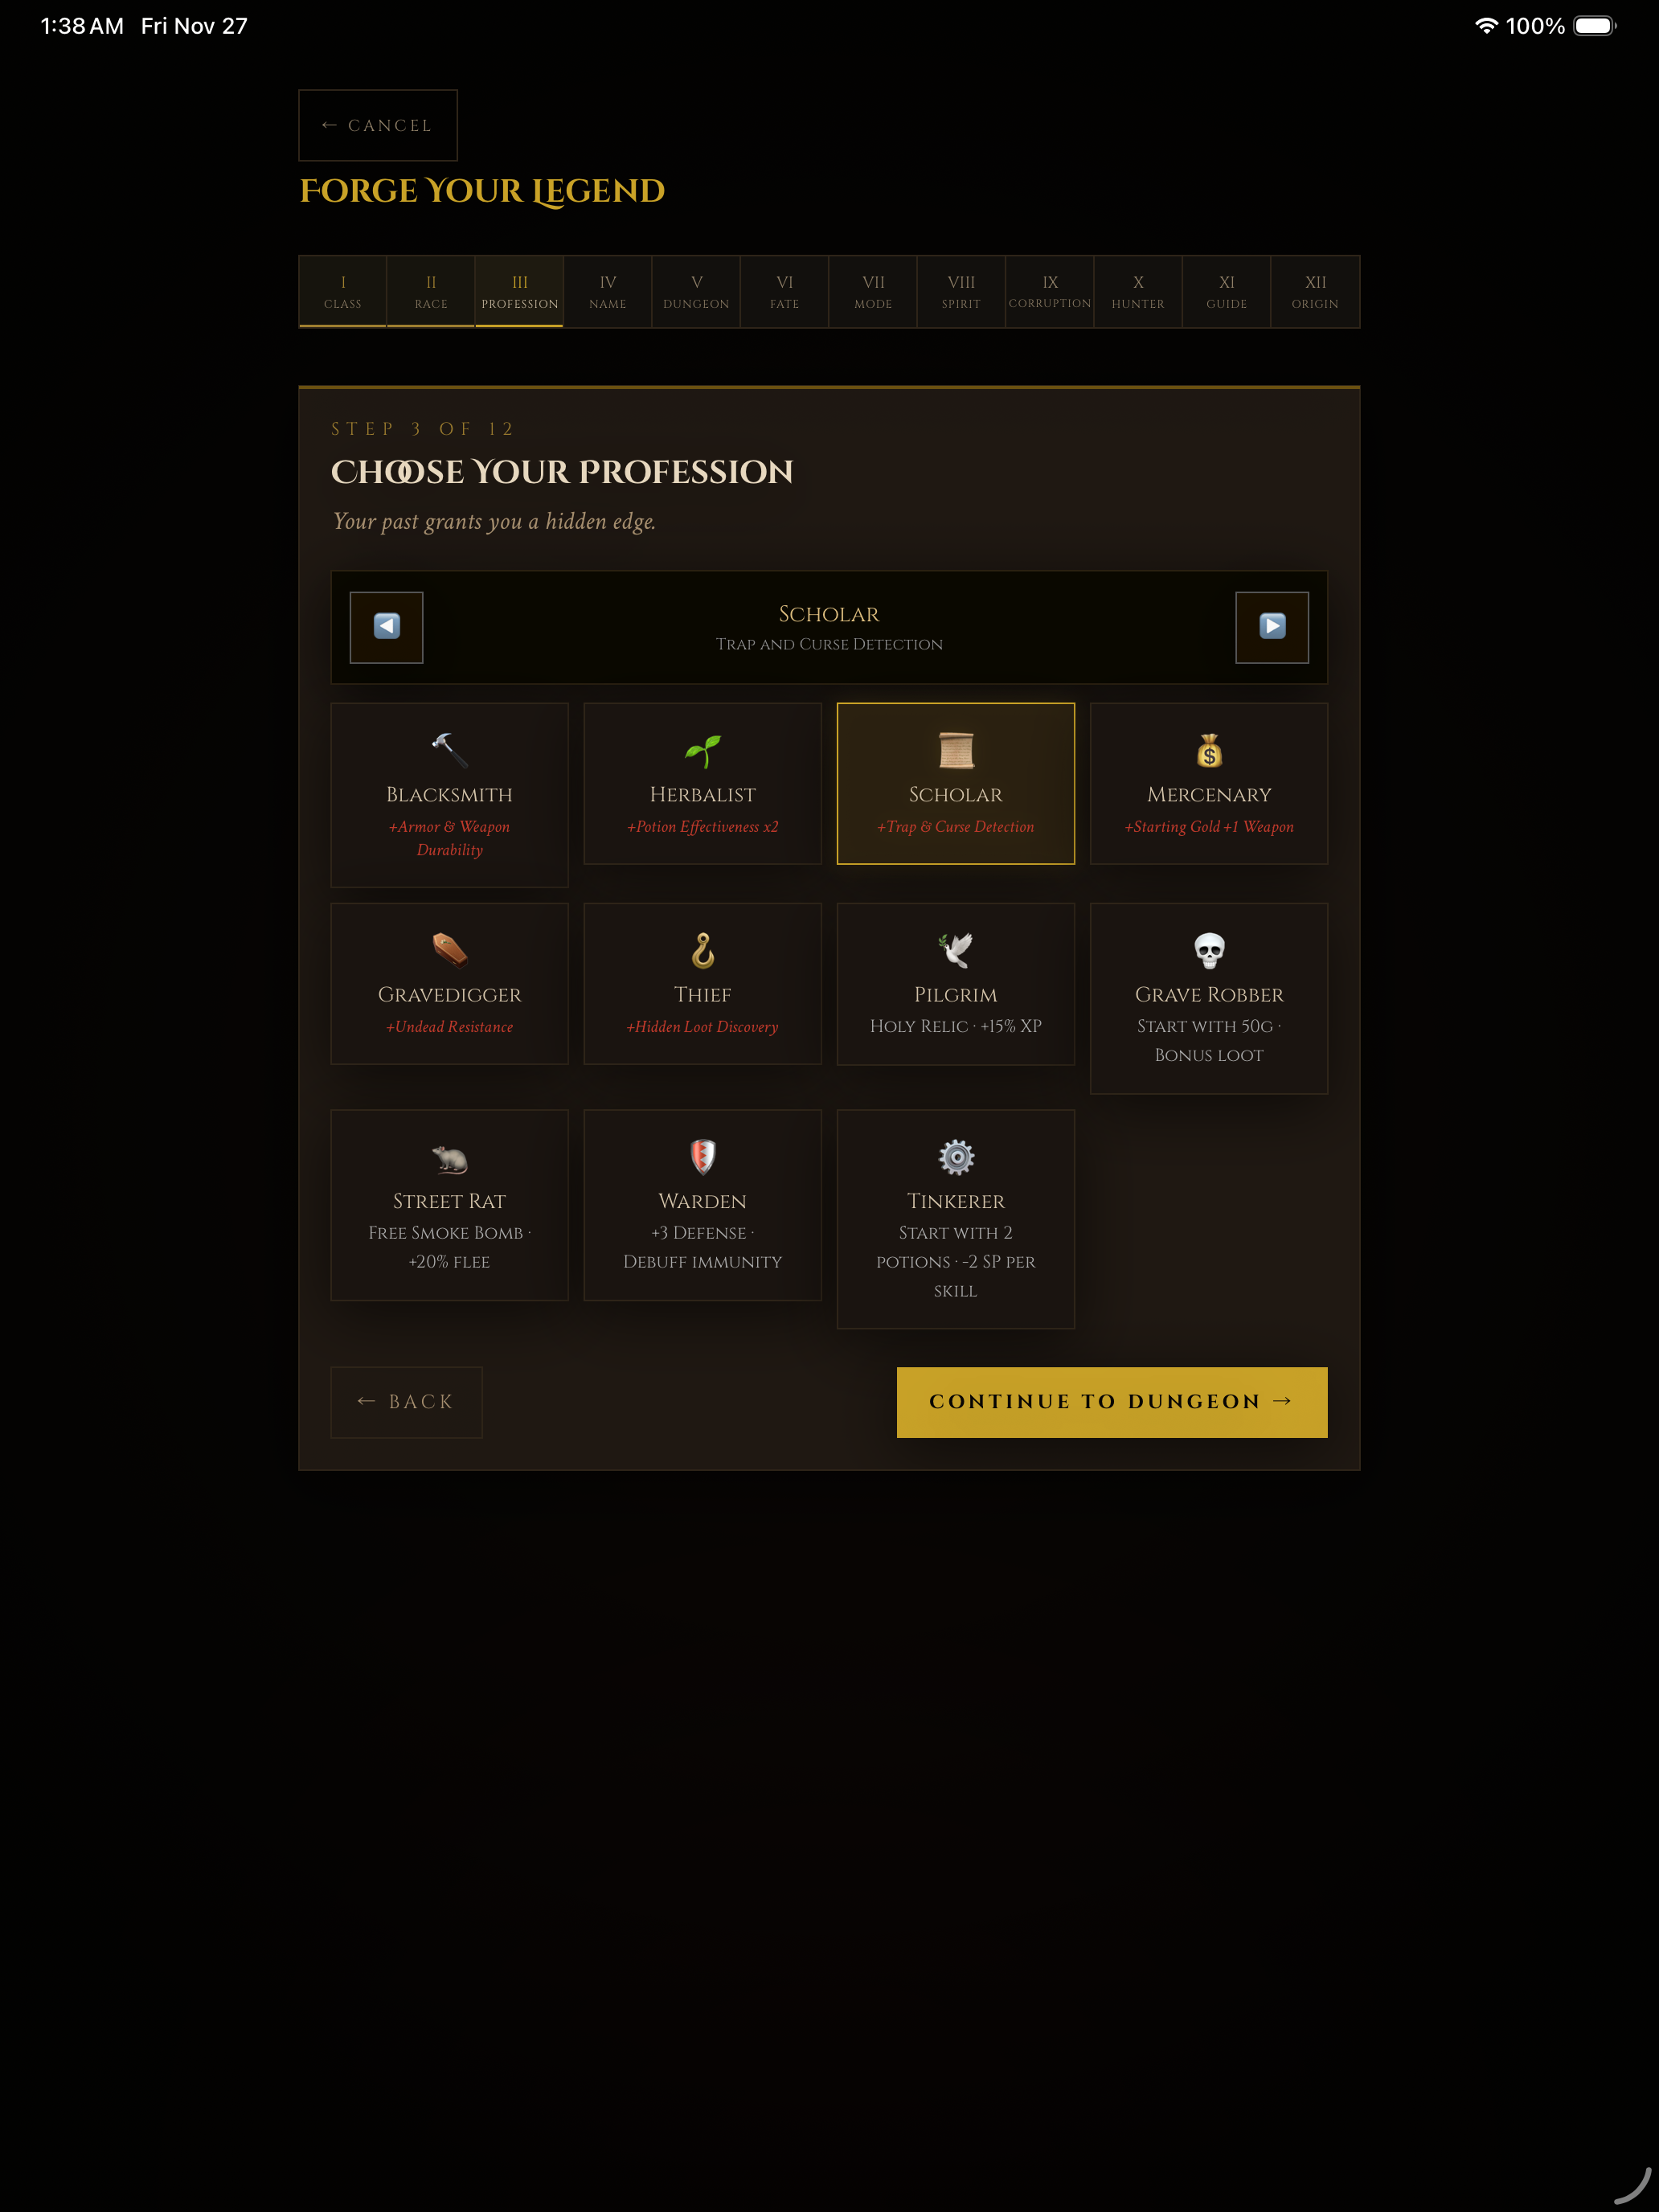 1:38 AM Fri Nov 27
100%
← CANCEL
FORGE YOUR LEGEND
I
CLASS
II
RACE
III
PROFESSION
IV
NAME
V
DUNGEON
VI
FATE
VII
MODE
VIII
SPIRIT
IX
CORRUPTION
X
HUNTER
XI
GUIDE
XII
ORIGIN
STEP 3 OF 12
CHOOSE YOUR PROFESSION
Your past grants you a hidden edge.
SCHOLAR
TRAP AND CURSE DETECTION
BLACKSMITH
+Armor & Weapon
Durability
HERBALIST
+Potion Effectiveness x2
SCHOLAR
+Trap & Curse Detection
MERCENARY
+Starting Gold +1 Weapon
GRAVEDIGGER
+Undead Resistance
THIEF
+Hidden Loot Discovery
PILGRIM
HOLY RELIC · +15% XP
GRAVE ROBBER
START WITH 50G ·
BONUS LOOT
STREET RAT
FREE SMOKE BOMB ·
+20% FLEE
WARDEN
+3 DEFENSE ·
DEBUFF IMMUNITY
TINKERER
START WITH 2
POTIONS · -2 SP PER
SKILL
← BACK
CONTINUE TO DUNGEON →